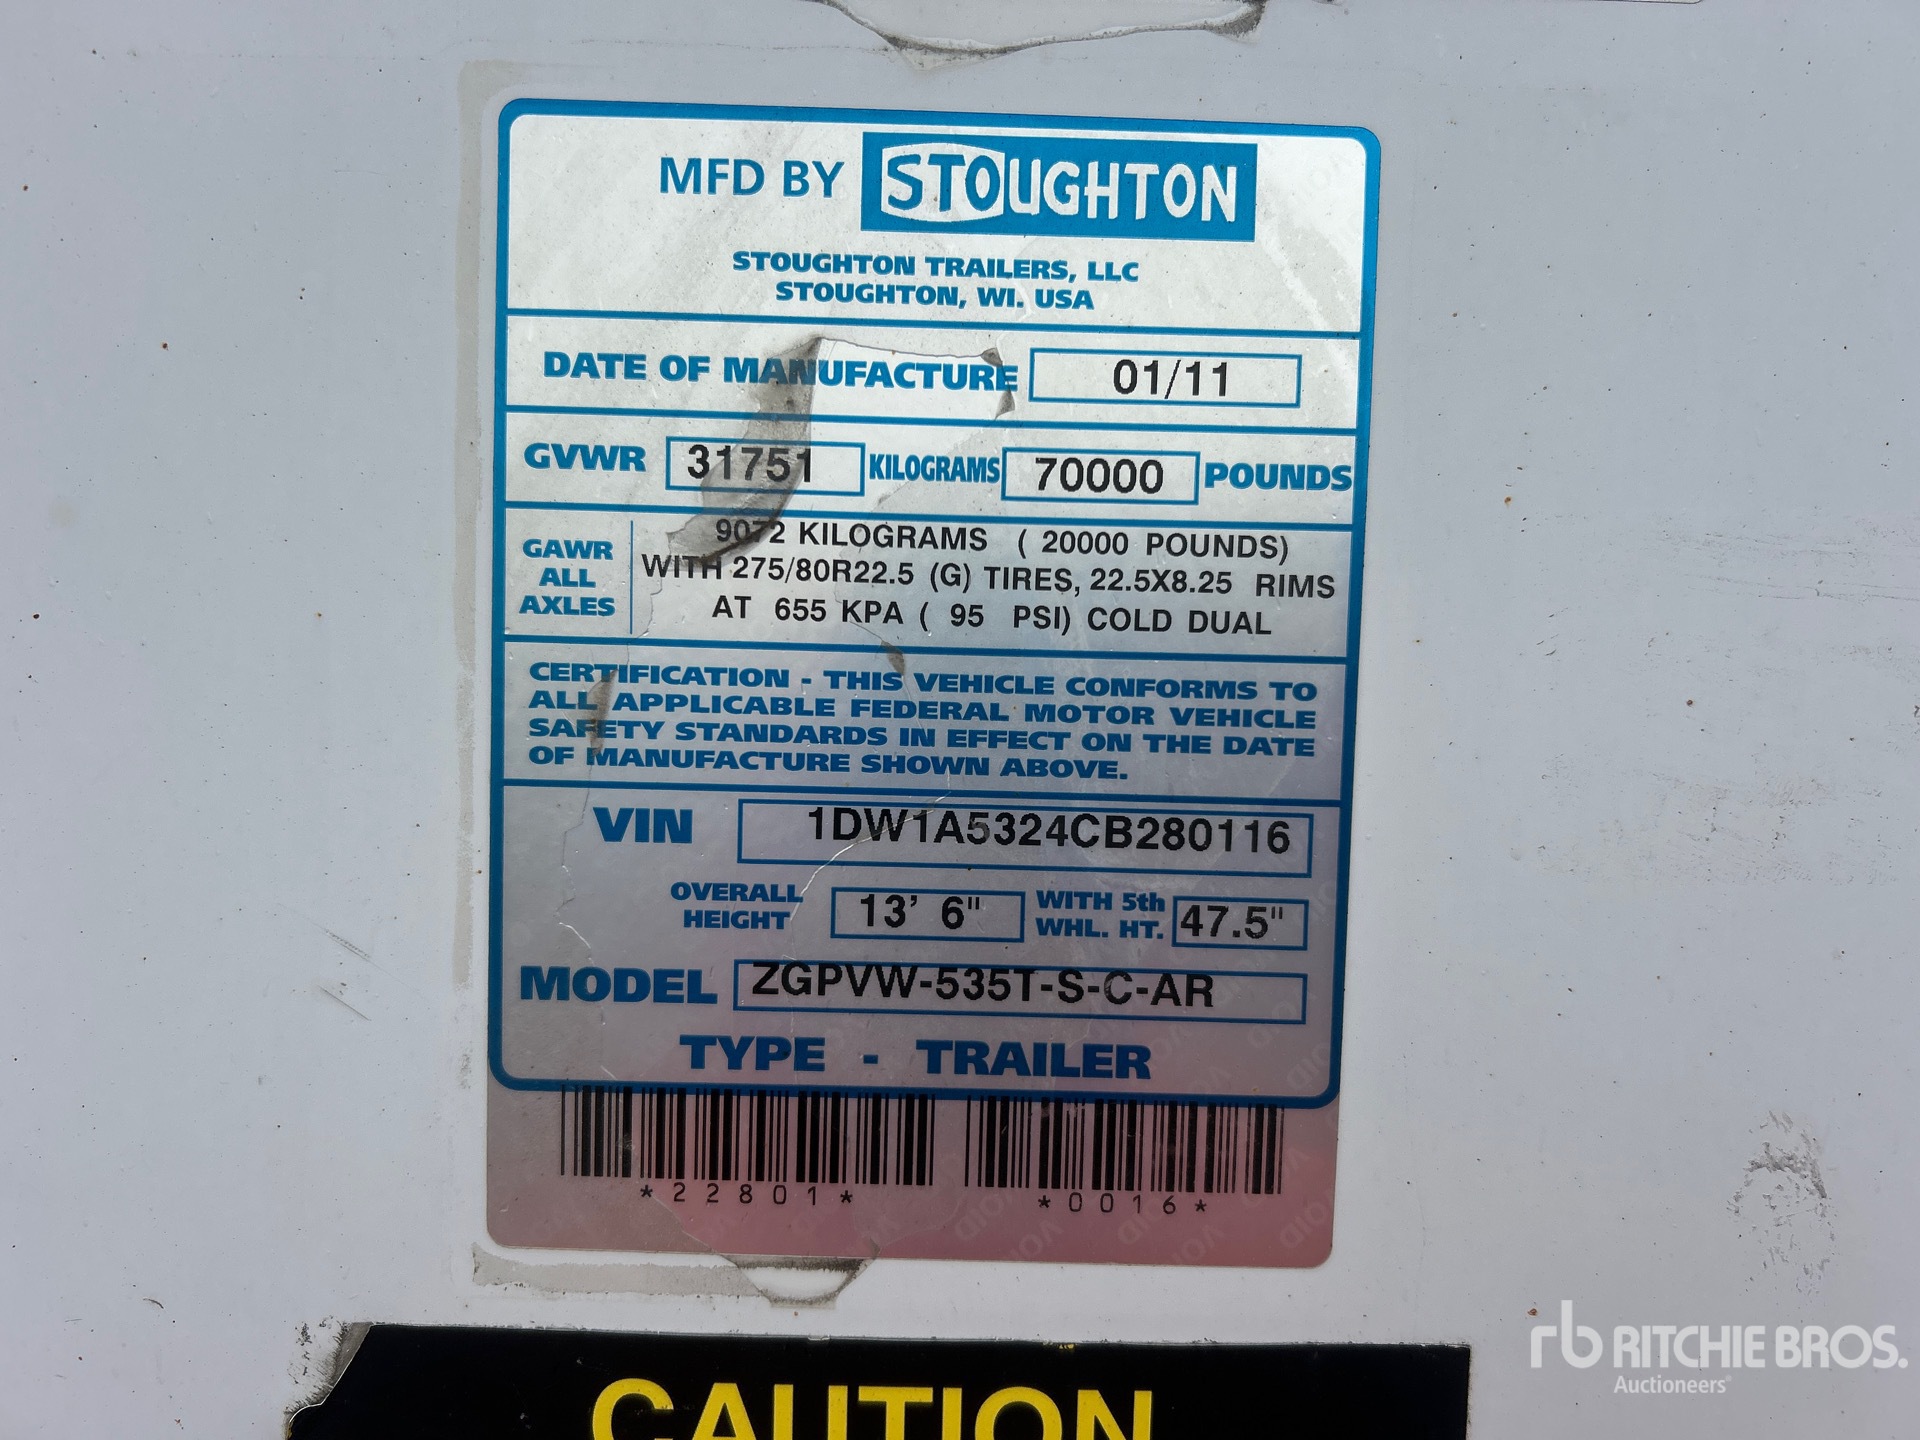 MFD BY STOUGHTON
STOUGHTON TRAILERS, LLC
STOUGHTON, WI. USA
DATE OF MANUFACTURE 01/11
GVWR 31751 KILOGRAMS 70000 POUNDS
GAWR ALL AXLES
9072 KILOGRAMS ( 20000 POUNDS)
WITH 275/80R22.5 (G) TIRES, 22.5X8.25 RIMS
AT 655 KPA ( 95 PSI) COLD DUAL
CERTIFICATION - THIS VEHICLE CONFORMS TO
ALL APPLICABLE FEDERAL MOTOR VEHICLE
SAFETY STANDARDS IN EFFECT ON THE DATE
OF MANUFACTURE SHOWN ABOVE.
VIN 1DW1A5324CB280116
OVERALL HEIGHT 13' 6" WITH 5th WHL. HT. 47.5"
MODEL ZGPVW-535T-S-C-AR
TYPE - TRAILER
*22801* *0016*
CAUTION
rb RITCHIE BROS.
Auctioneers